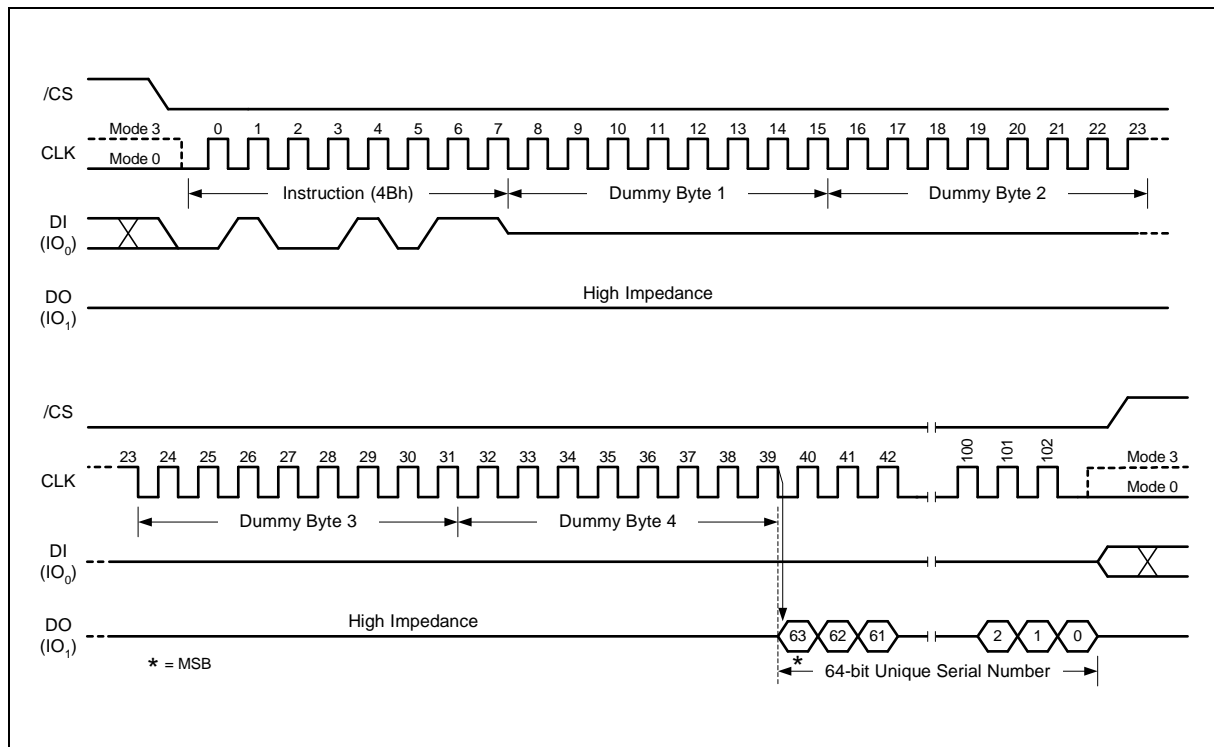 /CS
Mode 3
0 1 2 3 4 5 6 7 8 9 10 11 12 13 14 15 16 17 18 19 20 21 22 23
CLK
Mode 0
Instruction (4Bh) Dummy Byte 1 Dummy Byte 2
DI
(IO0)
High Impedance
DO
(IO1)
/CS
23 24 25 26 27 28 29 30 31 32 33 34 35 36 37 38 39 40 41 42 100 101 102
Mode 3
CLK
Mode 0
Dummy Byte 3 Dummy Byte 4
DI
(IO0)
High Impedance
DO
(IO1)
63 62 61 2 1 0
* = MSB
*
64-bit Unique Serial Number